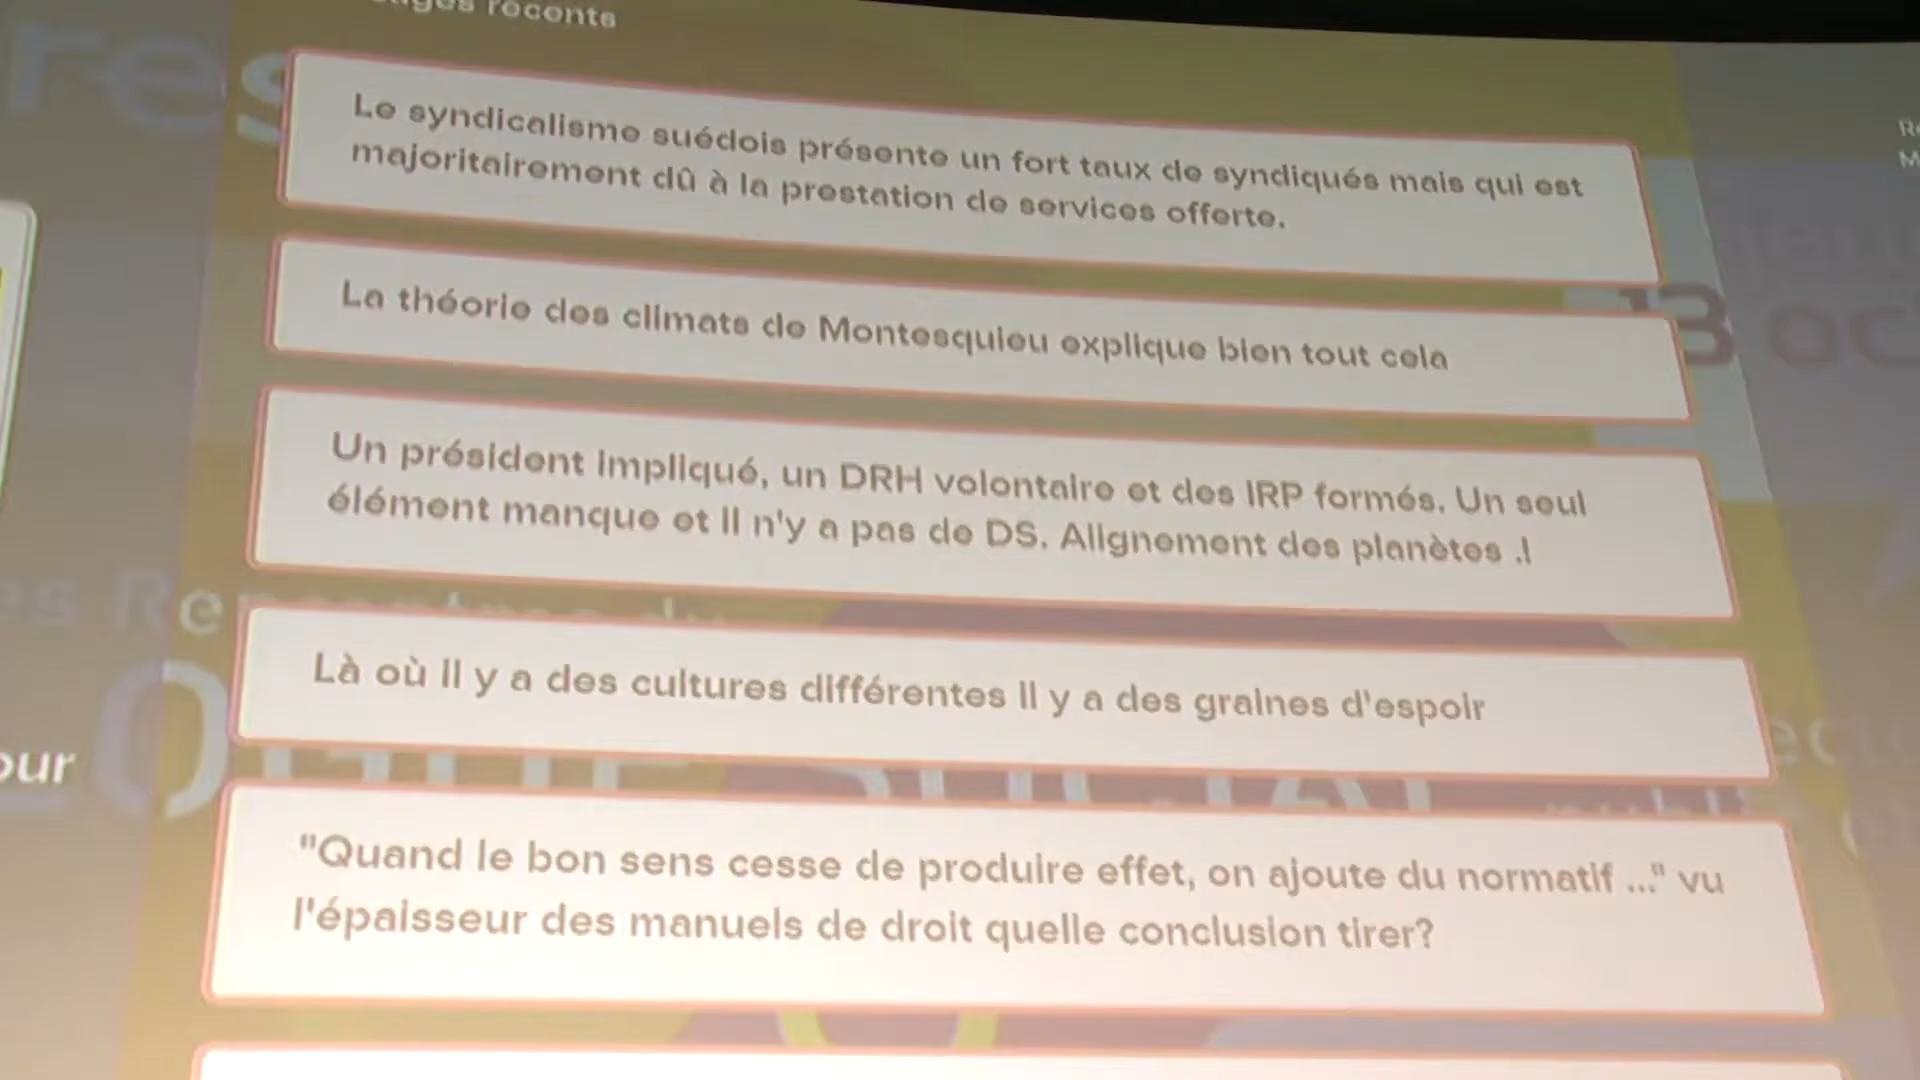 récents
Le syndicalisme suédois présente un fort taux de syndiqués mais qui est
majoritairement dû à la prestation de services offerte.
La théorie des climats de Montesquieu explique bien tout cela
13 oc
Un président impliqué, un DRH volontaire et des IRP formés. Un seul
élément manque et il n'y a pas de DS. Alignement des planètes .!
Là où il y a des cultures différentes il y a des graines d'espoir
our
"Quand le bon sens cesse de produire effet, on ajoute du normatif ..." vu
l'épaisseur des manuels de droit quelle conclusion tirer?